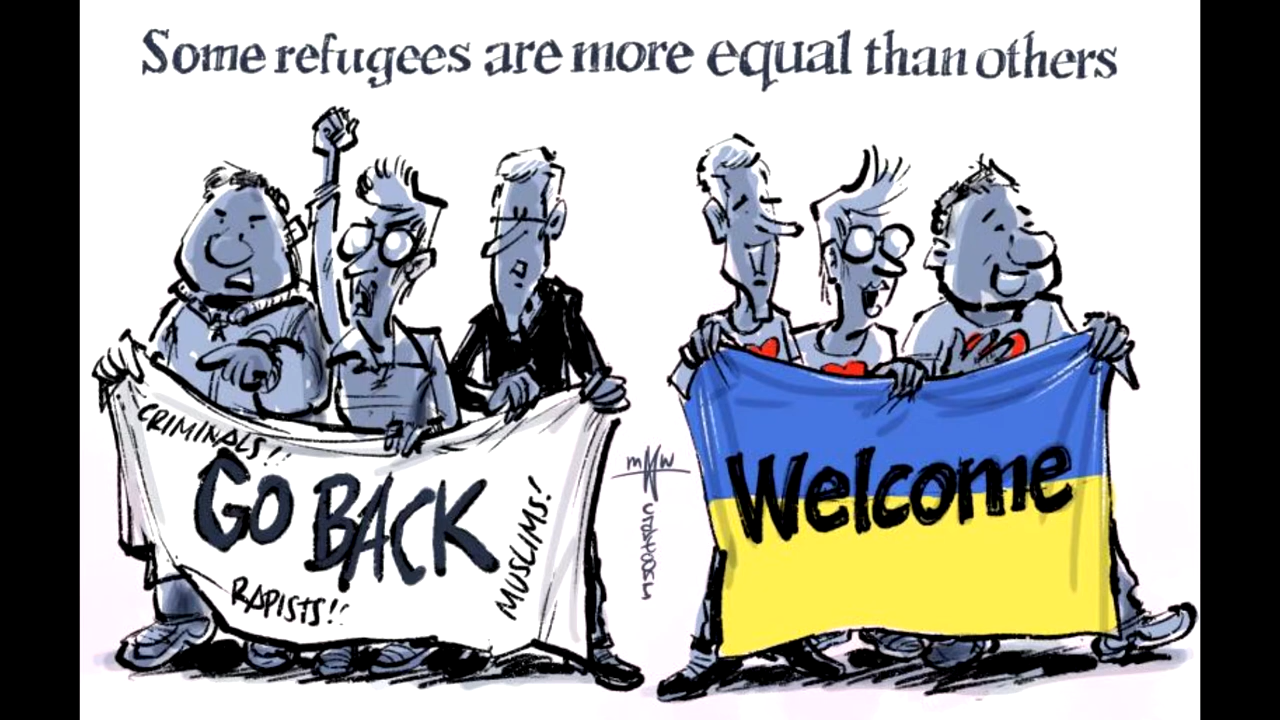 Some refugees are more equal than others
CRIMINALS!!
GO BACK
RAPISTS!!
MUSLIMS!
Welcome